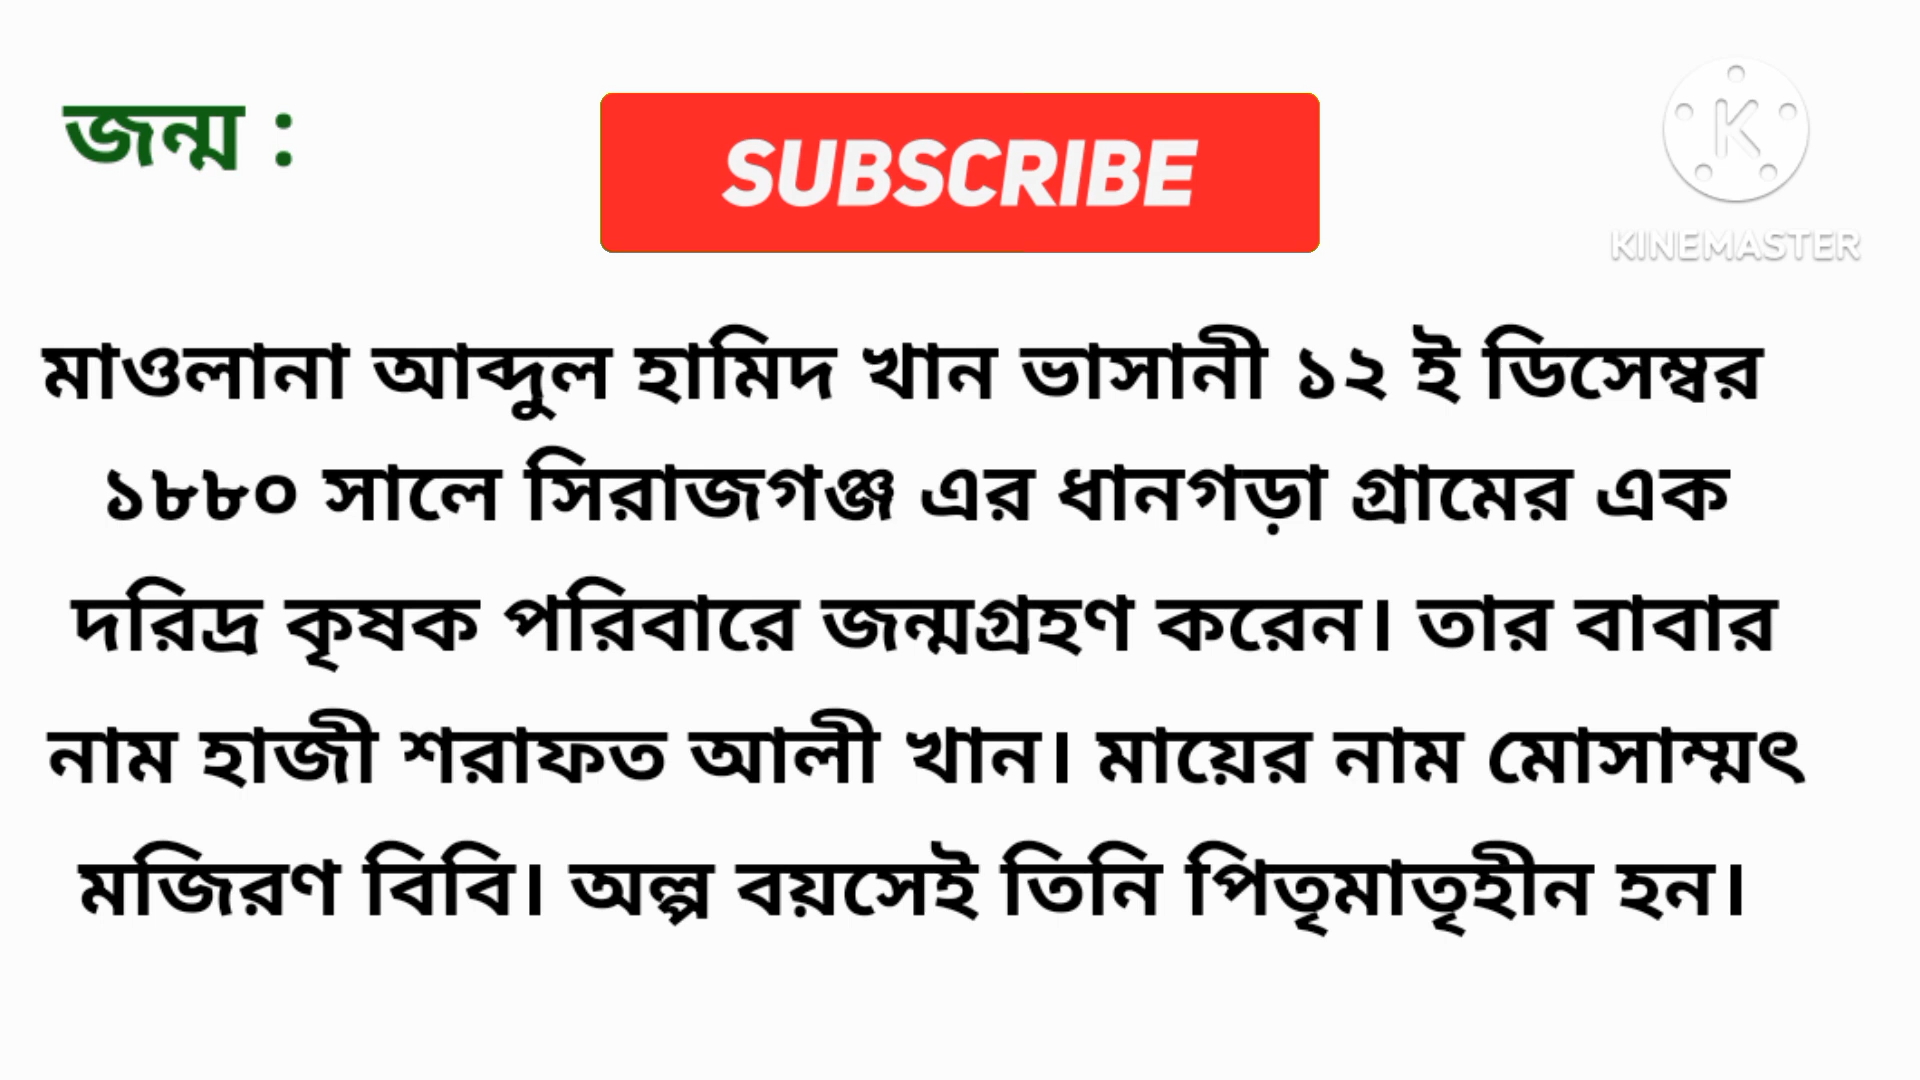 জন্ম :
SUBSCRIBE
K
KINEMASTER
মাওলানা আব্দুল হামিদ খান ভাসানী ১২ ই ডিসেম্বর
১৮৮০ সালে সিরাজগঞ্জ এর ধানগড়া গ্রামের এক
দরিদ্র কৃষক পরিবারে জন্মগ্রহণ করেন। তার বাবার
নাম হাজী শরাফত আলী খান। মায়ের নাম মোসাম্মৎ
মজিরণ বিবি। অল্প বয়সেই তিনি পিতৃমাতৃহীন হন।